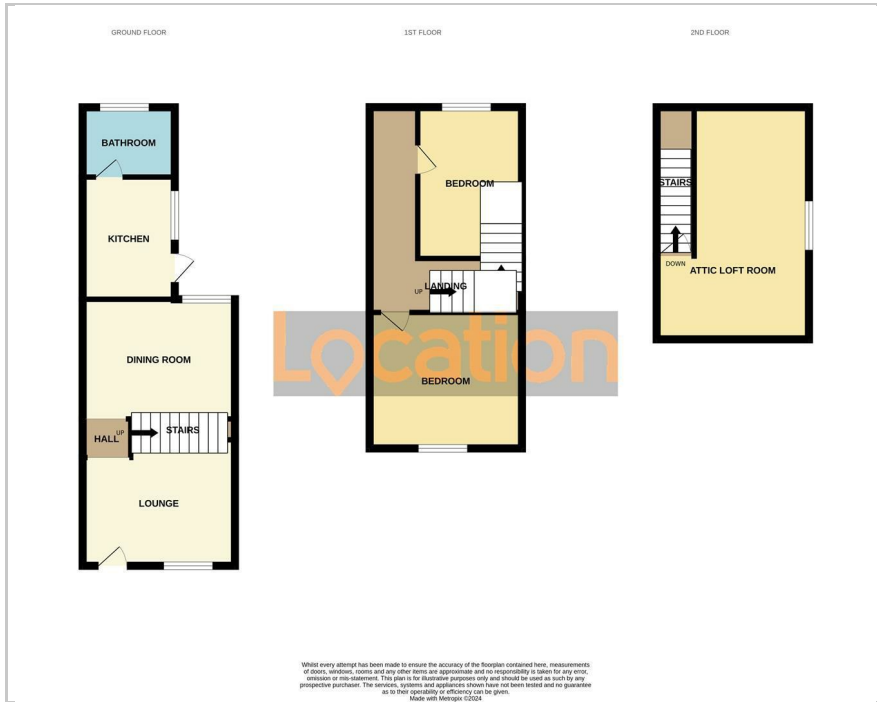 GROUND FLOOR
BATHROOM
KITCHEN
DINING ROOM
HALL
UP
STAIRS
LOUNGE
1ST FLOOR
BEDROOM
LANDING
UP
BEDROOM
Location
2ND FLOOR
STAIRS
DOWN
ATTIC LOFT ROOM
Whilst every attempt has been made to ensure the accuracy of the floorplan contained here, measurements
of doors, windows, rooms and any other items are approximate and no responsibility is taken for any error,
omission or mis-statement. This plan is for illustrative purposes only and should be used as such by any
prospective purchaser. The services, systems and appliances shown have not been tested and no guarantee
as to their operability or efficiency can be given.
Made with Metropix ©2024